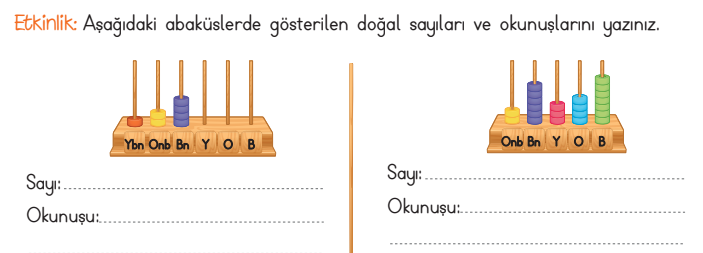 Etkinlik: Aşağıdaki abaküslerde gösterilen doğal sayıları ve okunuşlarını yazınız.
Ybn Onb Bn Y O B
Sayı:
Okunuşu:
Onb Bn Y O B
Sayı:
Okunuşu: